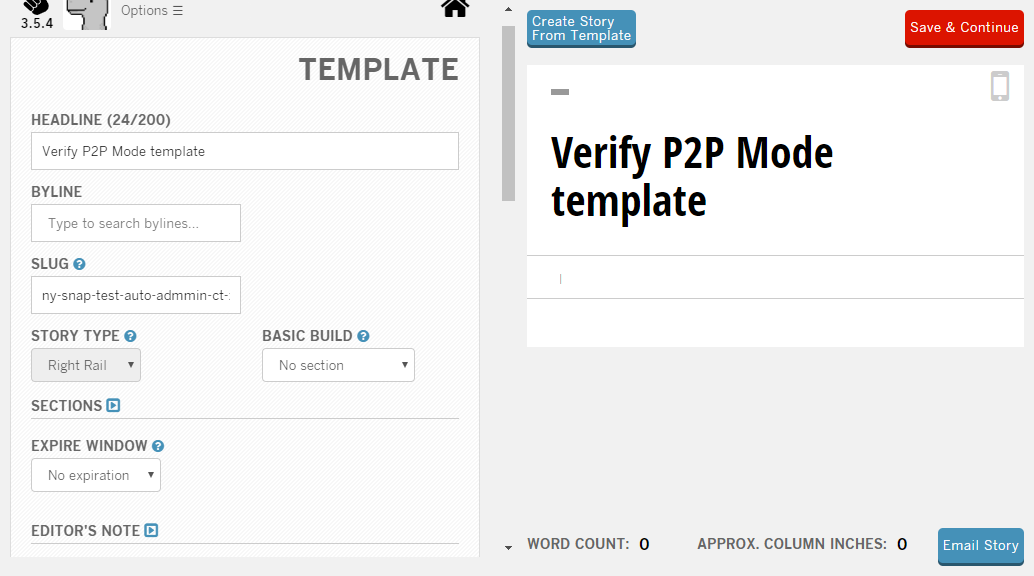 3.5.4
Options ☰
TEMPLATE
HEADLINE (24/200)
Verify P2P Mode template
BYLINE
Type to search bylines...
SLUG ?
ny-snap-test-auto-admmin-ct-
STORY TYPE ?
BASIC BUILD ?
Right Rail
No section
SECTIONS
EXPIRE WINDOW ?
No expiration
EDITOR'S NOTE
Create Story
From Template
Save & Continue
Verify P2P Mode
template
WORD COUNT: 0
APPROX. COLUMN INCHES: 0
Email Story